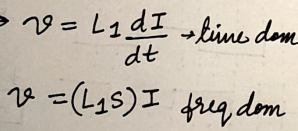 → v = L1 dI/dt → time dom
v = (L1S) I freq dom